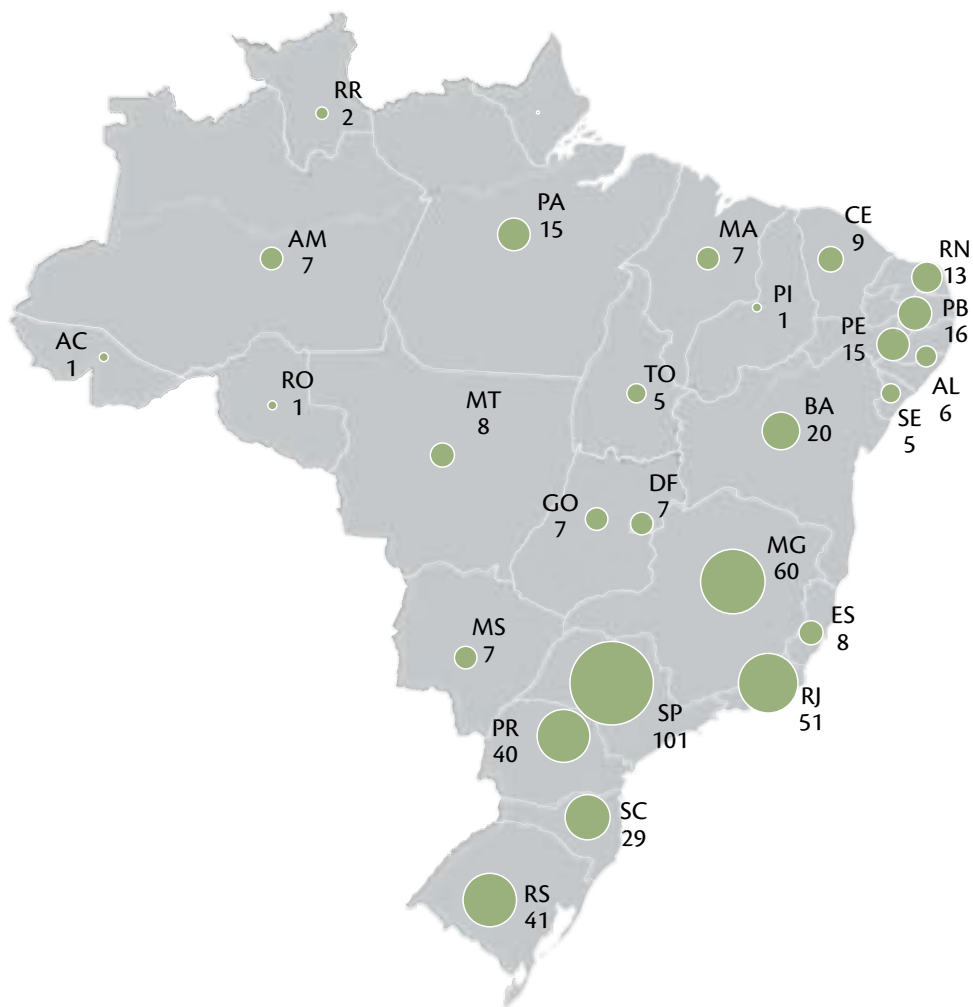 RR
2
PA
15
CE
9
MA
7
AM
7
RN
13
PI
1
PB
16
PE
15
AC
1
RO
1
TO
5
AL
6
MT
8
BA
20
SE
5
DF
7
GO
7
MG
60
ES
8
MS
7
RJ
51
SP
101
PR
40
SC
29
RS
41